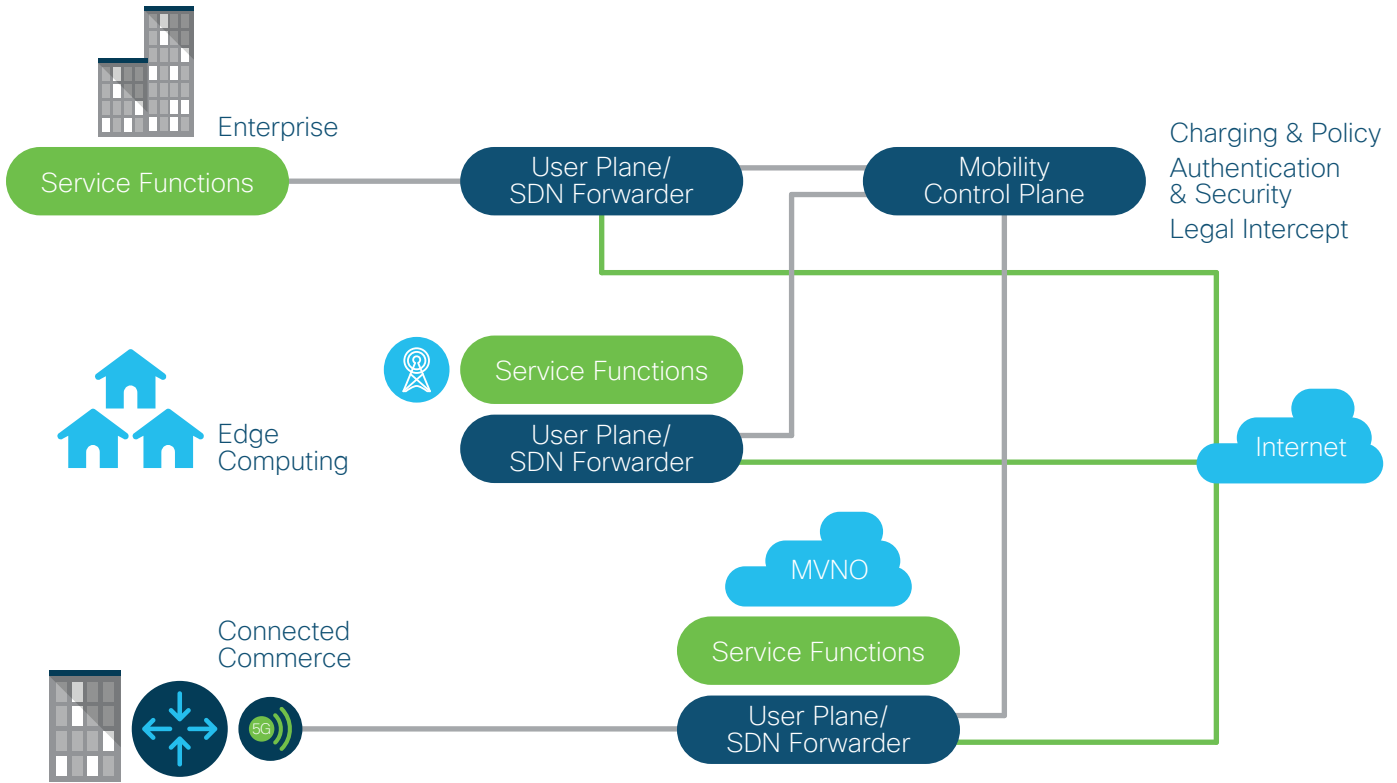 Enterprise
Service Functions
User Plane/
SDN Forwarder
Mobility
Control Plane
Charging & Policy
Authentication
& Security
Legal Intercept
Service Functions
Edge
Computing
User Plane/
SDN Forwarder
Internet
MVNO
Connected
Commerce
Service Functions
5G
User Plane/
SDN Forwarder